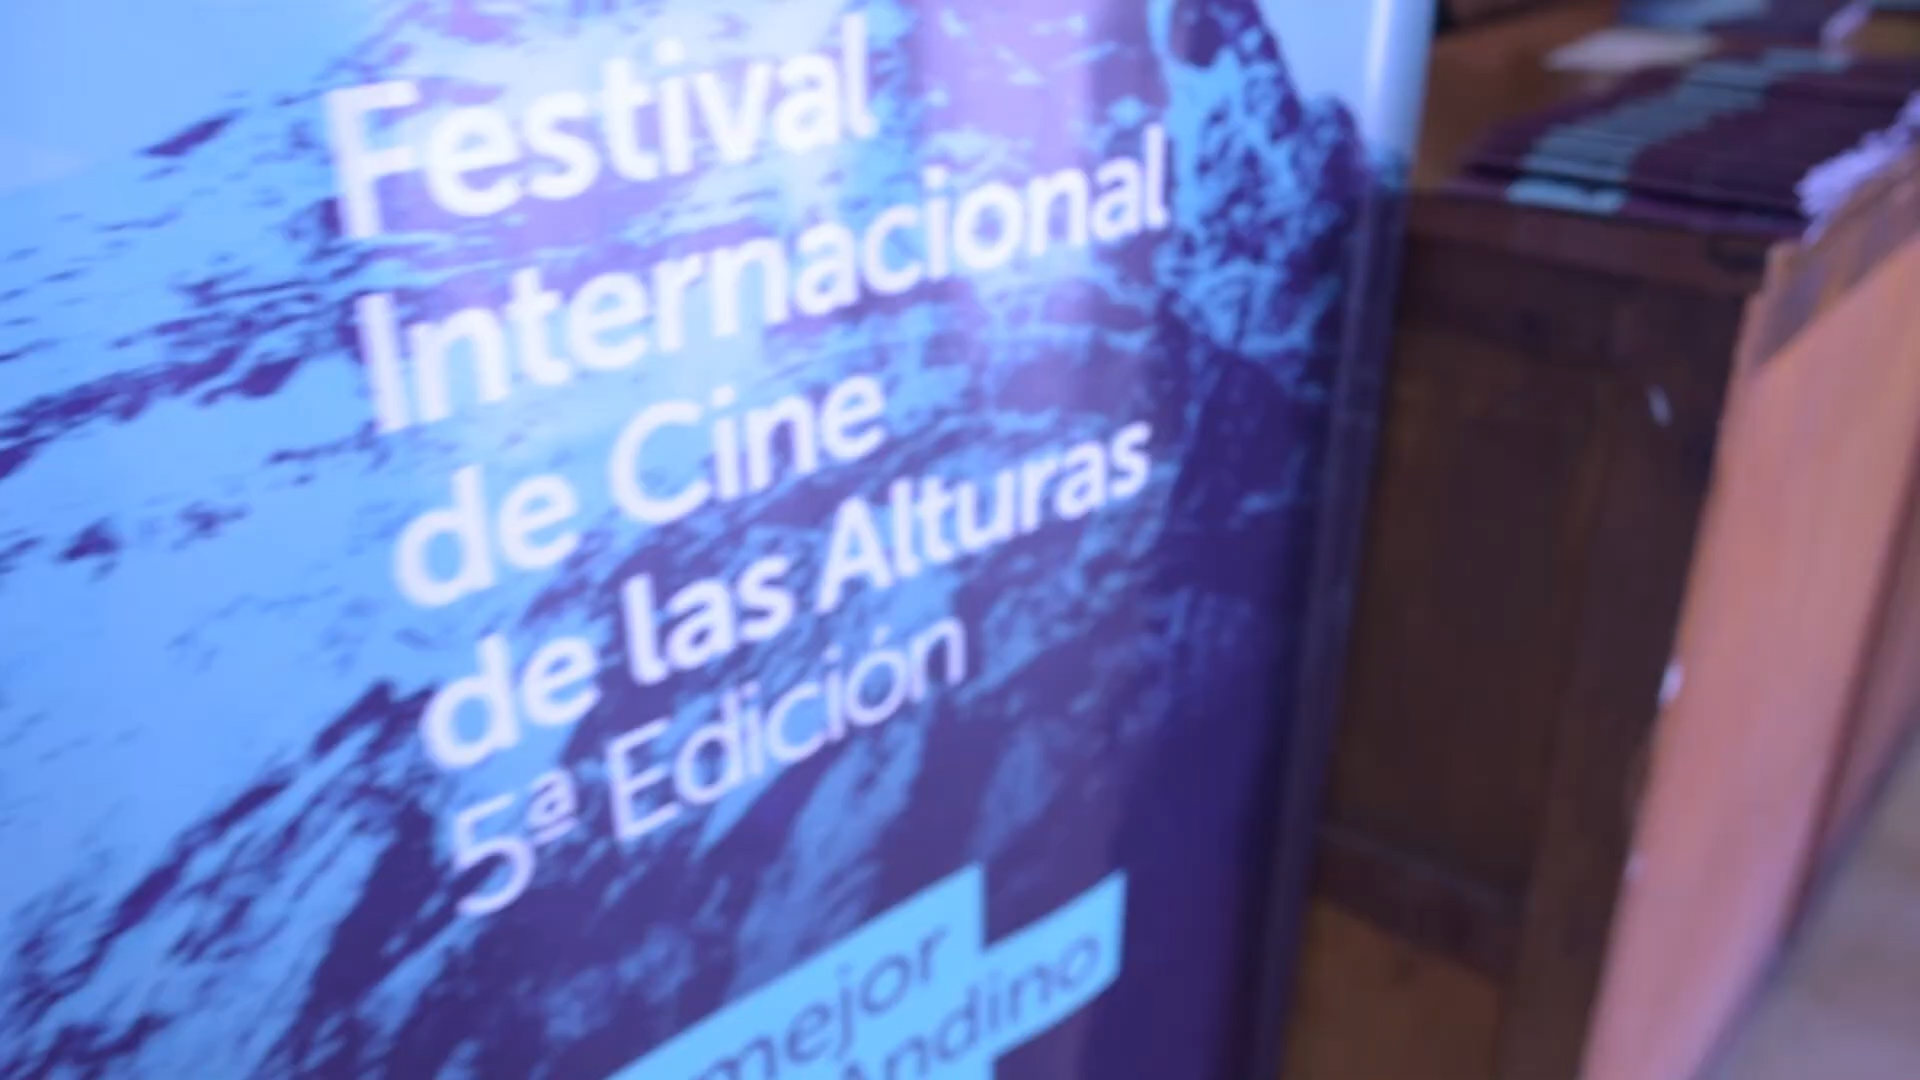 Festival
Internacional
de Cine
de las Alturas
5ª Edición
mejor
Andino